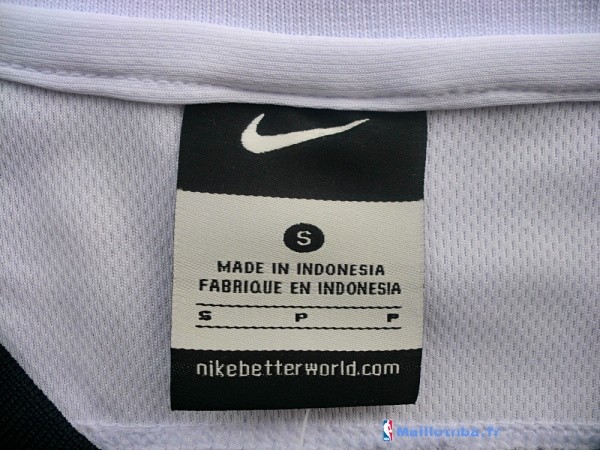 S
MADE IN INDONESIA
FABRIQUE EN INDONESIA
S P P
nikebetterworld.com
Maillotnba.fr